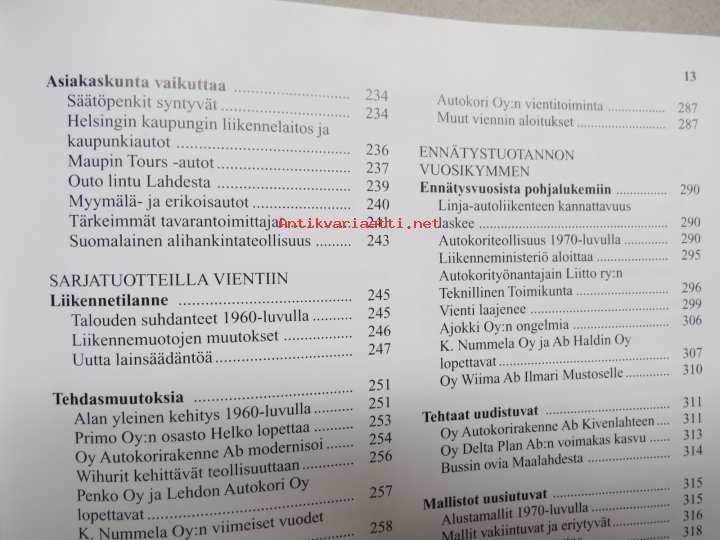 13
Asiakaskunta vaikuttaa ........ 234
Säätöpenkit syntyvät ........ 234
Helsingin kaupungin liikennelaitos ja
kaupunkiautot ........ 236
Maupin Tours -autot ........ 237
Outo lintu Lahdesta ........ 239
Myymälä- ja erikoisautot ........ 240
Tärkeimmät tavarantoimittajat ........ 241
Suomalainen alihankintateollisuus ........ 243
SARJATUOTTEILLA VIENTIIN
Liikennetilanne ........ 245
Talouden suhdanteet 1960-luvulla ........ 245
Liikennemuotojen muutokset ........ 246
Uutta lainsäädäntöä ........ 247
Tehdasmuutoksia ........ 251
Alan yleinen kehitys 1960-luvulla ........ 251
Primo Oy:n osasto Helko lopettaa ........ 253
Oy Autokorirakenne Ab modernisoi ........ 254
Wihurit kehittävät teollisuuttaan ........ 256
Penko Oy ja Lehdon Autokori Oy
lopettavat ........ 257
K. Nummela Oy:n viimeiset vuodet ........ 258
Autokori Oy:n vientitoiminta ........ 287
Muut viennin aloitukset ........ 287
ENNÄTYSTUOTANNON
VUOSIKYMMEN
Ennätysvuosista pohjalukemiin ........ 290
Linja-autoliikenteen kannattavuus
laskee ........ 290
Autokoriteollisuus 1970-luvulla ........ 290
Liikenneministeriö aloittaa ........ 295
Autokorityönantajain Liitto ry:n
Teknillinen Toimikunta ........ 296
Vienti laajenee ........ 299
Ajokki Oy:n ongelmia ........ 306
K. Nummela Oy ja Ab Haldin Oy
lopettavat ........ 307
Oy Wiima Ab Ilmari Mustoselle ........ 310
Tehtaat uudistuvat ........ 311
Oy Autokorirakenne Ab Kivenlahteen ........ 311
Oy Delta Plan Ab:n voimakas kasvu ........ 313
Bussin ovia Maalahdesta ........ 314
Mallistot uusiutuvat ........ 315
Alustamallit 1970-luvulla ........ 315
Mallit vakiintuvat ja eriytyvät ........ 316
318
Antikvariaatti.net